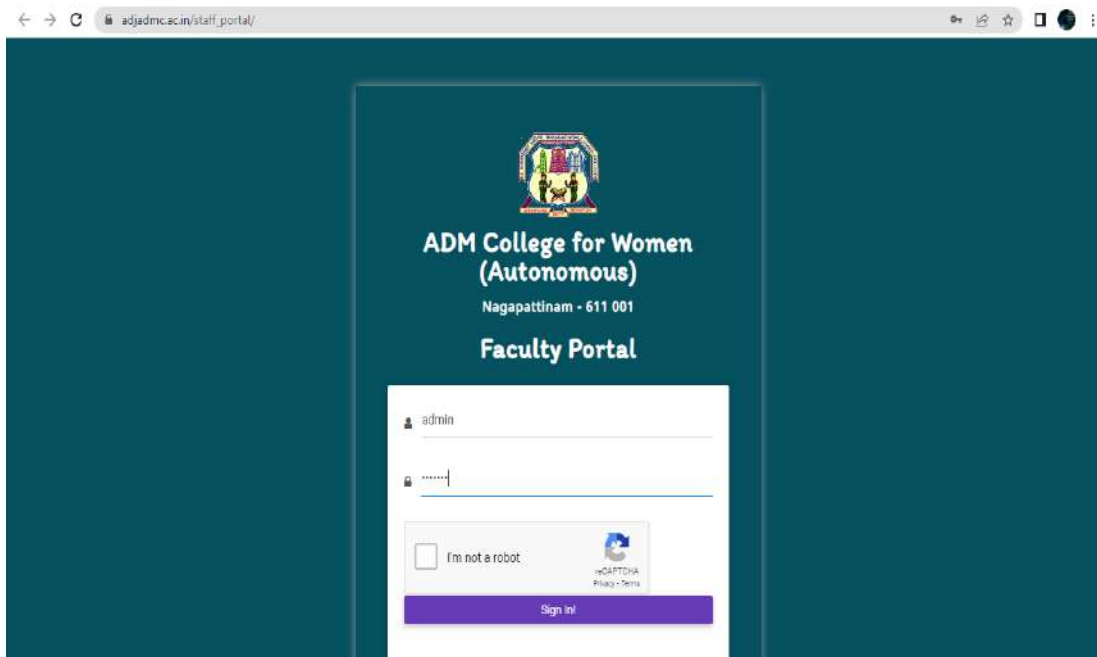 adjadmc.ac.in/staff_portal/
ADM College for Women
(Autonomous)
Nagapattinam - 611 001
Faculty Portal
admin
•••••••
I'm not a robot
reCAPTCHA
Privacy - Terms
Sign In!